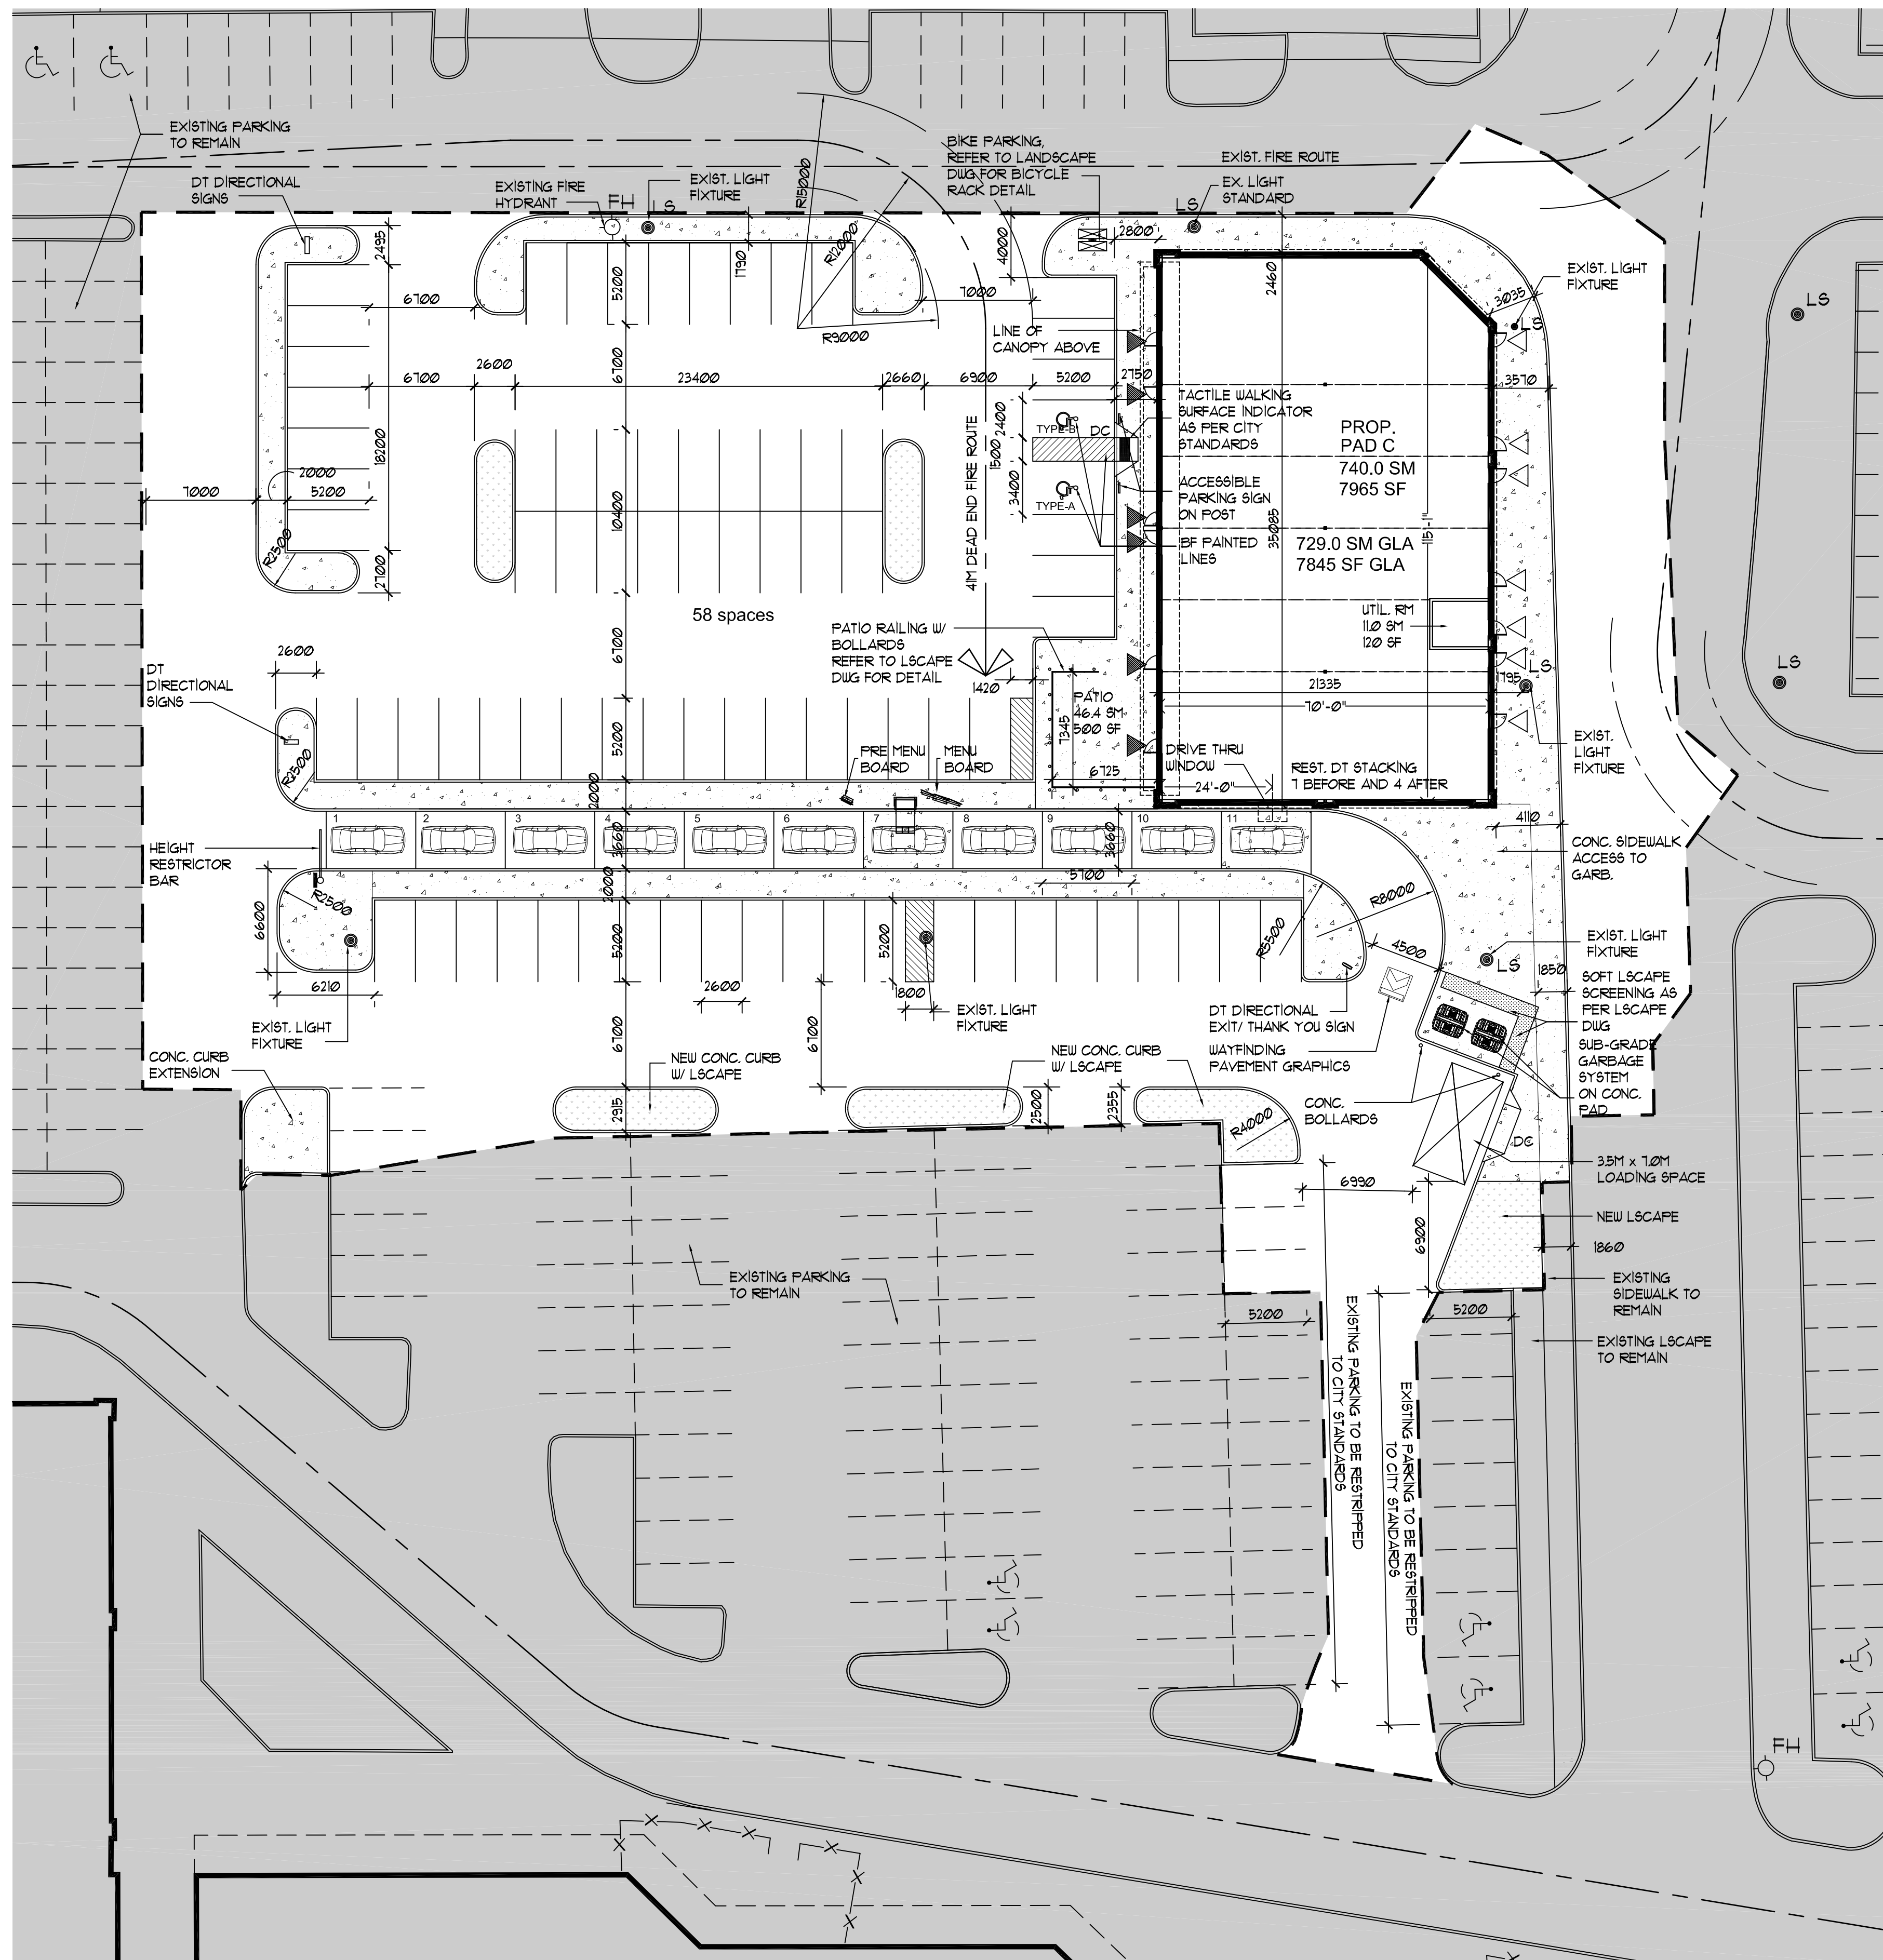 EXISTING PARKING
TO REMAIN
DT DIRECTIONAL
SIGNS
EXISTING FIRE
HYDRANT
FH
LS
EXIST. LIGHT
FIXTURE
R15000
R12000
R9000
BIKE PARKING,
REFER TO LANDSCAPE
DWG FOR BICYCLE
RACK DETAIL
EXIST. FIRE ROUTE
EX. LIGHT
STANDARD
LS
2495
1790
5200
4000
2800
2460
3035
EXIST. LIGHT
FIXTURE
LS
LS
6700
7000
LINE OF
CANOPY ABOVE
6700
2600
6700
23400
2660
6900
5200
2750
3570
TACTILE WALKING
SURFACE INDICATOR
AS PER CITY
STANDARDS
TYPE-B
DC
2400
1500
3400
TYPE-A
ACCESSIBLE
PARKING SIGN
ON POST
BF PAINTED
LINES
PROP.
PAD C
740.0 SM
7965 SF
729.0 SM GLA
7845 SF GLA
35085
115'-1"
41M DEAD END FIRE ROUTE
18200
2000
7000
5200
10400
R2500
2700
58 spaces
6700
UTIL. RM
11.0 SM
120 SF
PATIO RAILING W/
BOLLARDS
REFER TO LSCAPE
DWG FOR DETAIL
1420
2600
DT
DIRECTIONAL
SIGNS
PATIO
46.4 SM
500 SF
7345
6725
21335
70'-0"
1795
LS
LS
EXIST.
LIGHT
FIXTURE
R2500
5200
PRE MENU
BOARD
MENU
BOARD
DRIVE THRU
WINDOW
24'-0"
REST. DT STACKING
7 BEFORE AND 4 AFTER
2000
3660
1
2
3
4
5
6
7
8
9
10
11
3660
4110
CONC. SIDEWALK
ACCESS TO
GARB.
HEIGHT
RESTRICTOR
BAR
R2500
6600
2000
5700
R8000
R5500
4500
5200
5200
6210
2600
1800
EXIST. LIGHT
FIXTURE
EXIST. LIGHT
FIXTURE
LS
EXIST. LIGHT
FIXTURE
1850
SOFT LSCAPE
SCREENING AS
PER LSCAPE
DWG
DT DIRECTIONAL
EXIT/ THANK YOU SIGN
WAYFINDING
PAVEMENT GRAPHICS
SUB-GRADE
GARBAGE
SYSTEM
ON CONC.
PAD
CONC. CURB
EXTENSION
6700
6700
NEW CONC. CURB
W/ LSCAPE
NEW CONC. CURB
W/ LSCAPE
2915
2500
2355
R4000
CONC.
BOLLARDS
DC
3.5M x 7.0M
LOADING SPACE
6990
6900
NEW LSCAPE
1860
EXISTING PARKING
TO REMAIN
5200
5200
EXISTING
SIDEWALK TO
REMAIN
EXISTING LSCAPE
TO REMAIN
EXISTING PARKING TO BE RESTRIPPED
TO CITY STANDARDS
EXISTING PARKING TO BE RESTRIPPED
TO CITY STANDARDS
FH